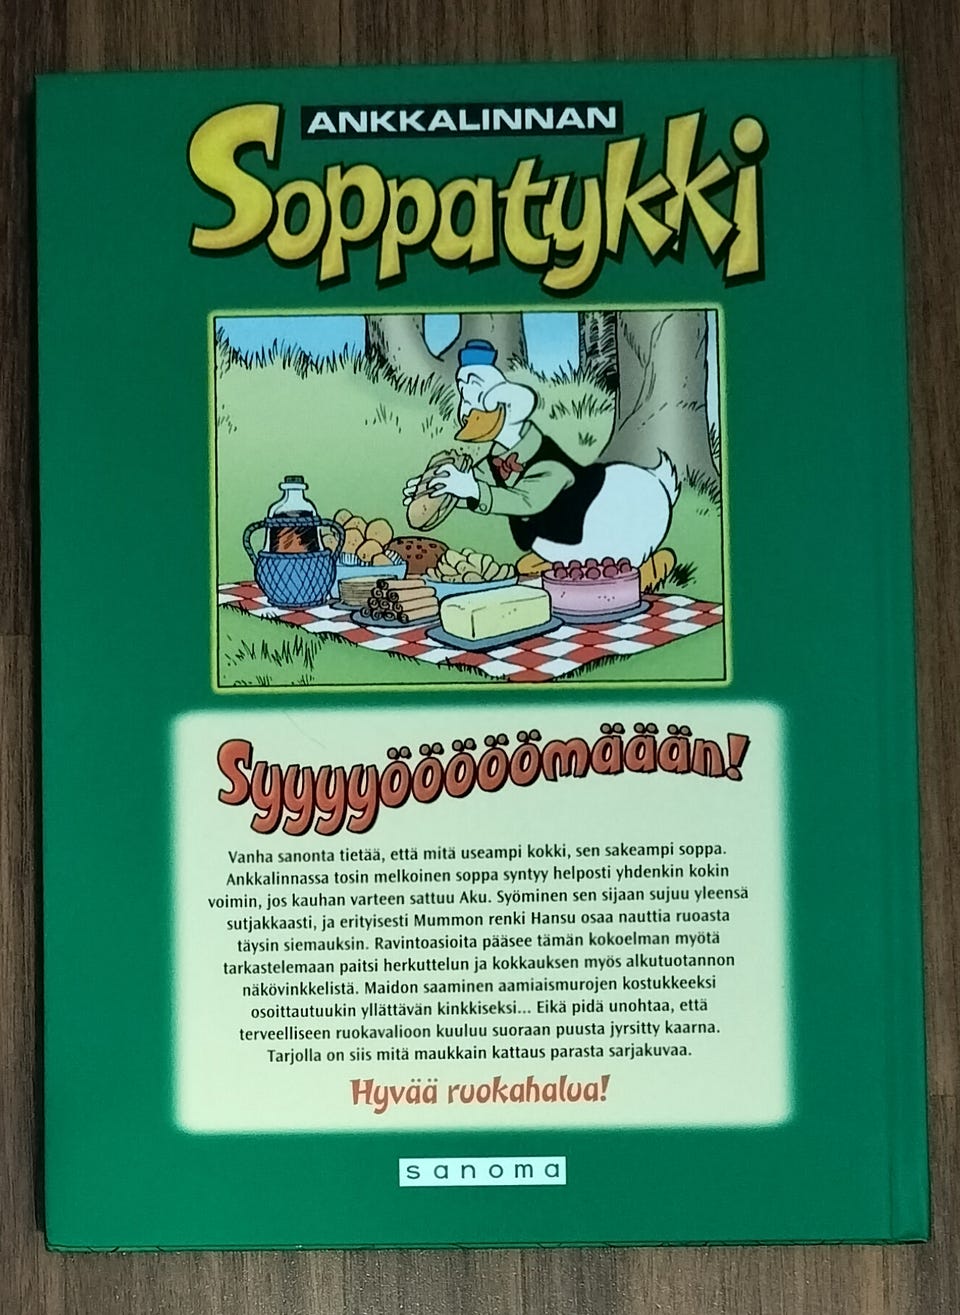 ANKKALINNAN
Soppatykki
Syyyyyöööömäään!
Vanha sanonta tietää, että mitä useampi kokki, sen sakeampi soppa.
Ankkalinnassa tosin melkoinen soppa syntyy helposti yhdenkin kokin
voimin, jos kauhan varteen sattuu Aku. Syöminen sen sijaan sujuu yleensä
sutjakkaasti, ja erityisesti Mummon renki Hansu osaa nauttia ruoasta
täysin siemauksin. Ravintoasioita pääsee tämän kokoelman myötä
tarkastelemaan paitsi herkuttelun ja kokkauksen myös alkutuotannon
näkövinkkelistä. Maidon saaminen aamiaismurojen kostukkeeksi
osoittautuukin yllättävän kinkkiseksi... Eikä pidä unohtaa, että
terveelliseen ruokavalioon kuuluu suoraan puusta jyrsitty kaarna.
Tarjolla on siis mitä maukkain kattaus parasta sarjakuvaa.
Hyvää ruokahalua!
sanoma